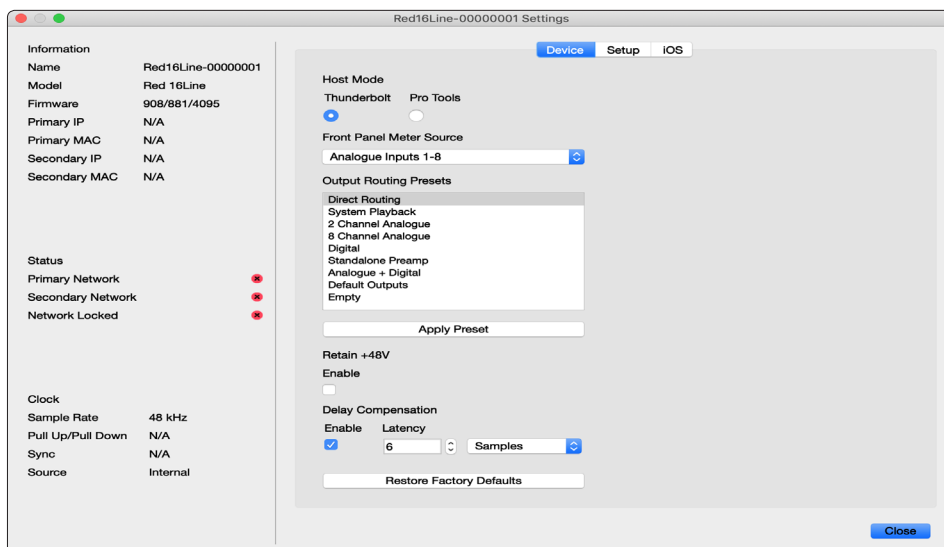 Red16Line-00000001 Settings
Information
Name Red16Line-00000001
Model Red 16Line
Firmware 908/881/4095
Primary IP N/A
Primary MAC N/A
Secondary IP N/A
Secondary MAC N/A
Status
Primary Network
Secondary Network
Network Locked
Clock
Sample Rate 48 kHz
Pull Up/Pull Down N/A
Sync N/A
Source Internal
Device Setup iOS
Host Mode
Thunderbolt Pro Tools
Front Panel Meter Source
Analogue Inputs 1-8
Output Routing Presets
Direct Routing
System Playback
2 Channel Analogue
8 Channel Analogue
Digital
Standalone Preamp
Analogue + Digital
Default Outputs
Empty
Apply Preset
Retain +48V
Enable
Delay Compensation
Enable Latency
6 Samples
Restore Factory Defaults
Close